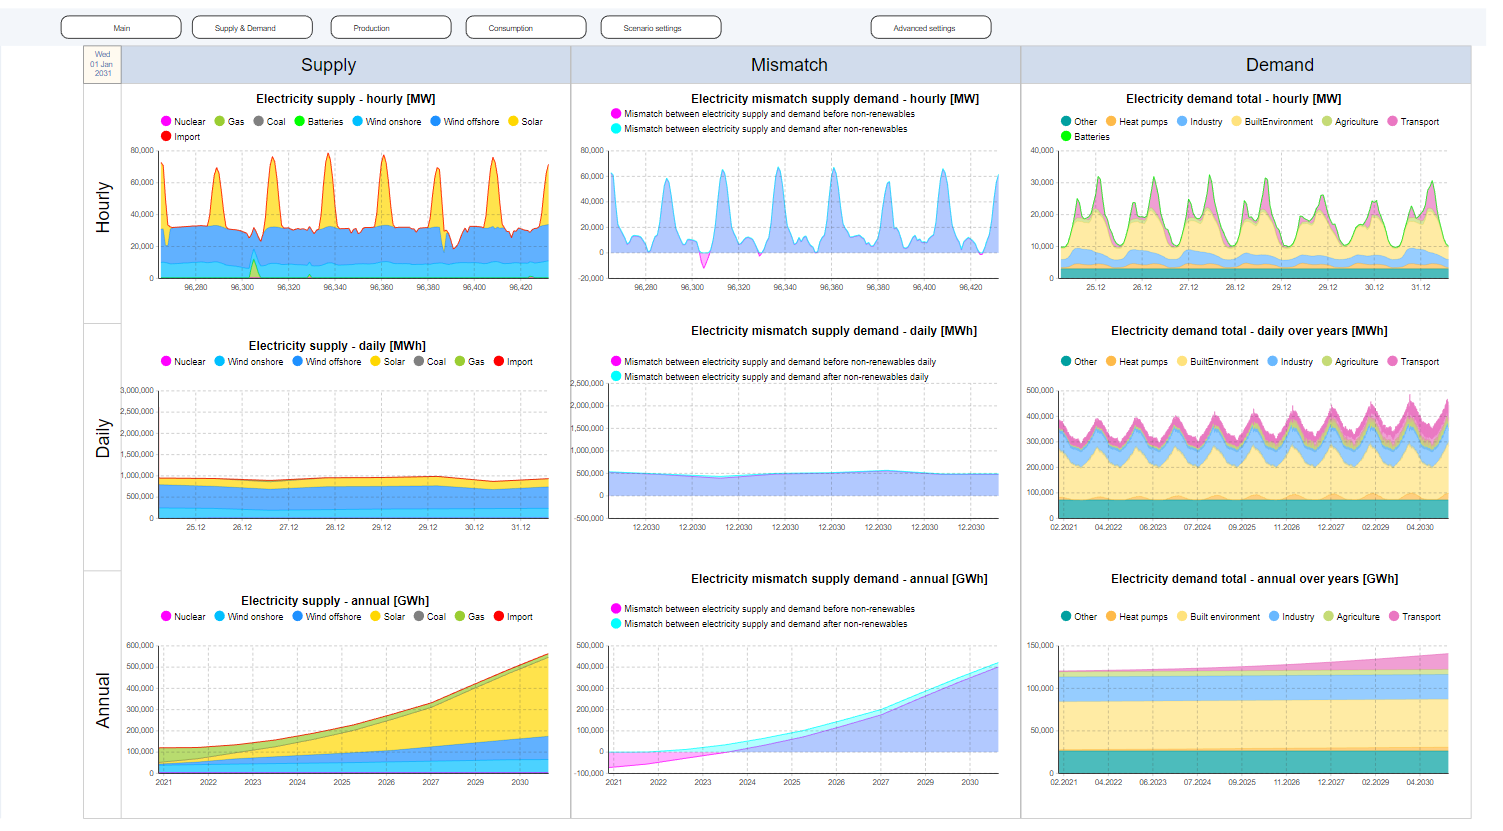 Main
Supply & Demand
Production
Consumption
Scenario settings
Advanced settings
Wed
01 Jan
2031
Supply
Mismatch
Demand
Hourly
Electricity supply - hourly [MW]
Nuclear Gas Coal Batteries Wind onshore Wind offshore Solar
Import
80,000
60,000
40,000
20,000
0
96,280 96,300 96,320 96,340 96,360 96,380 96,400 96,420
Electricity mismatch supply demand - hourly [MW]
Mismatch between electricity supply and demand before non-renewables
Mismatch between electricity supply and demand after non-renewables
80,000
60,000
40,000
20,000
0
-20,000
96,280 96,300 96,320 96,340 96,360 96,380 96,400 96,420
Electricity demand total - hourly [MW]
Other Heat pumps Industry BuiltEnvironment Agriculture Transport
Batteries
40,000
30,000
20,000
10,000
0
25.12 26.12 27.12 28.12 29.12 29.12 30.12 31.12
Daily
Electricity supply - daily [MWh]
Nuclear Wind onshore Wind offshore Solar Coal Gas Import
3,000,000
2,500,000
2,000,000
1,500,000
1,000,000
500,000
0
25.12 26.12 27.12 28.12 29.12 29.12 30.12 31.12
Electricity mismatch supply demand - daily [MWh]
Mismatch between electricity supply and demand before non-renewables daily
Mismatch between electricity supply and demand after non-renewables daily
2,500,000
2,000,000
1,500,000
1,000,000
500,000
0
-500,000
12.2030 12.2030 12.2030 12.2030 12.2030 12.2030 12.2030 12.2030
Electricity demand total - daily over years [MWh]
Other Heat pumps BuiltEnvironment Industry Agriculture Transport
500,000
400,000
300,000
200,000
100,000
0
02.2021 04.2022 06.2023 07.2024 09.2025 11.2026 12.2027 02.2029 04.2030
Annual
Electricity supply - annual [GWh]
Nuclear Wind onshore Wind offshore Solar Coal Gas Import
600,000
500,000
400,000
300,000
200,000
100,000
0
2021 2022 2023 2024 2025 2026 2027 2028 2029 2030
Electricity mismatch supply demand - annual [GWh]
Mismatch between electricity supply and demand before non-renewables
Mismatch between electricity supply and demand after non-renewables
500,000
400,000
300,000
200,000
100,000
0
-100,000
2021 2022 2023 2024 2025 2026 2027 2028 2029 2030
Electricity demand total - annual over years [GWh]
Other Heat pumps Built environment Industry Agriculture Transport
150,000
100,000
50,000
0
02.2021 04.2022 06.2023 07.2024 09.2025 11.2026 12.2027 02.2029 04.2030